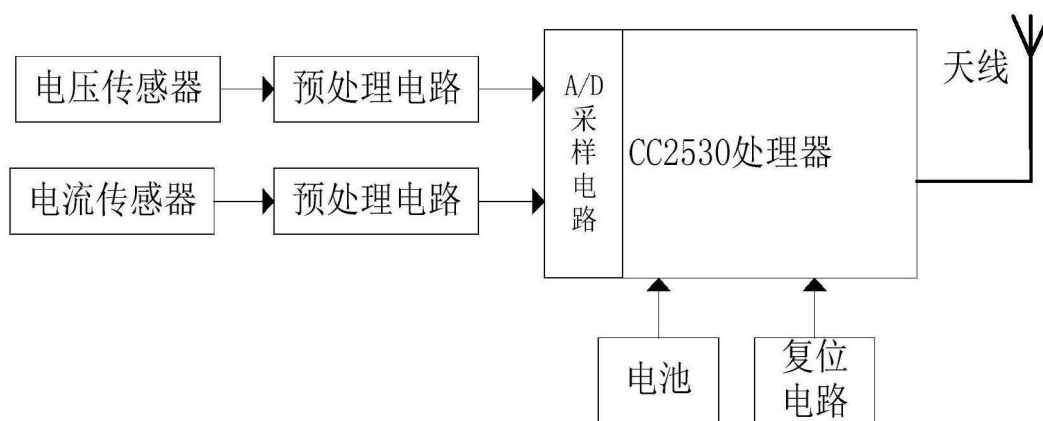 电压传感器
预处理电路
电流传感器
预处理电路
A/D
采
样
电
路
CC2530处理器
天线
电池
复位
电路